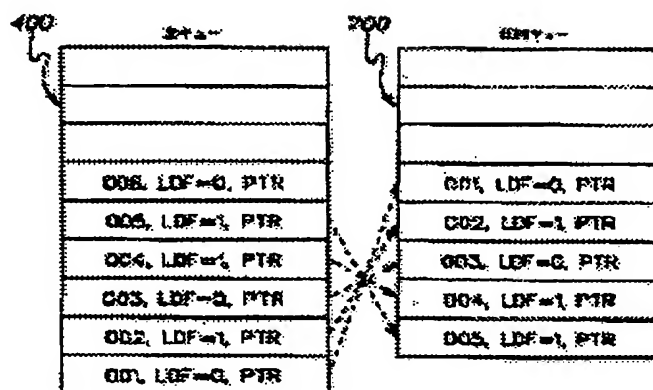 400
200
006, LDF=0, PTR
005, LDF=1, PTR
004, LDF=1, PTR
003, LDF=0, PTR
002, LDF=1, PTR
001, LDF=0, PTR
001, LDF=0, PTR
002, LDF=1, PTR
003, LDF=0, PTR
004, LDF=1, PTR
005, LDF=1, PTR